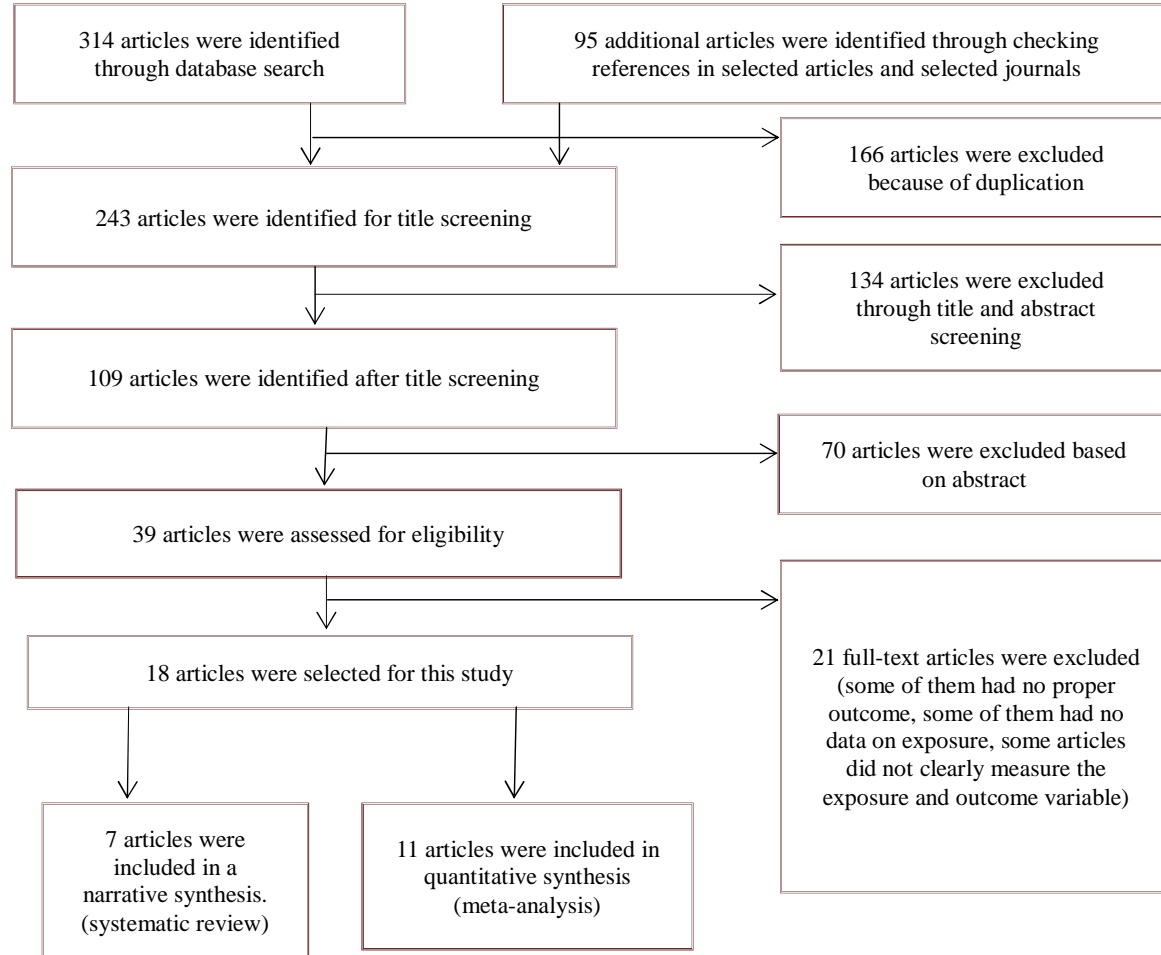 314 articles were identified
through database search
95 additional articles were identified through checking
references in selected articles and selected journals
166 articles were excluded
because of duplication
243 articles were identified for title screening
134 articles were excluded
through title and abstract
screening
109 articles were identified after title screening
70 articles were excluded based
on abstract
39 articles were assessed for eligibility
21 full-text articles were excluded
(some of them had no proper
outcome, some of them had no
data on exposure, some articles
did not clearly measure the
exposure and outcome variable)
18 articles were selected for this study
7 articles were
included in a
narrative synthesis.
(systematic review)
11 articles were included in
quantitative synthesis
(meta-analysis)